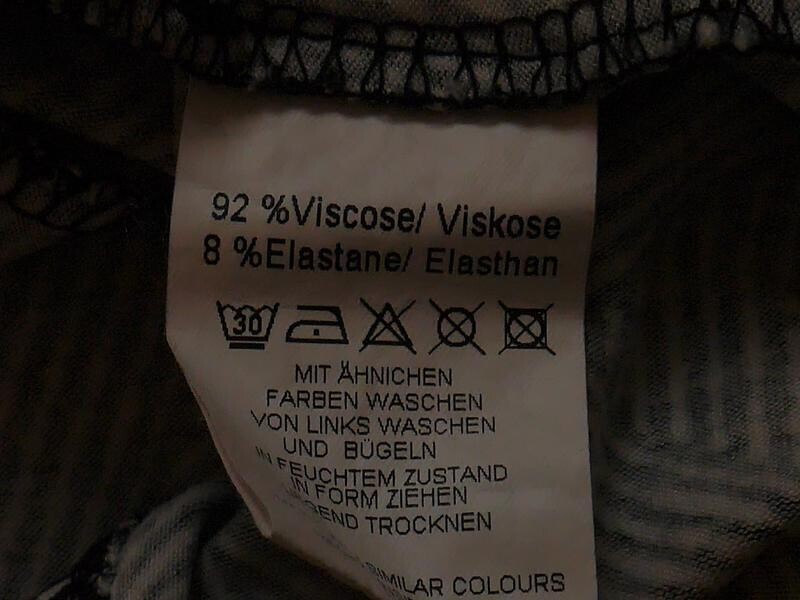 92 %Viscose/ Viskose
8 %Elastane/ Elasthan
30
MIT ÄHNICHEN
FARBEN WASCHEN
VON LINKS WASCHEN
UND BÜGELN
IN FEUCHTEM ZUSTAND
IN FORM ZIEHEN
TROCKNEN
SIMILAR COLOURS